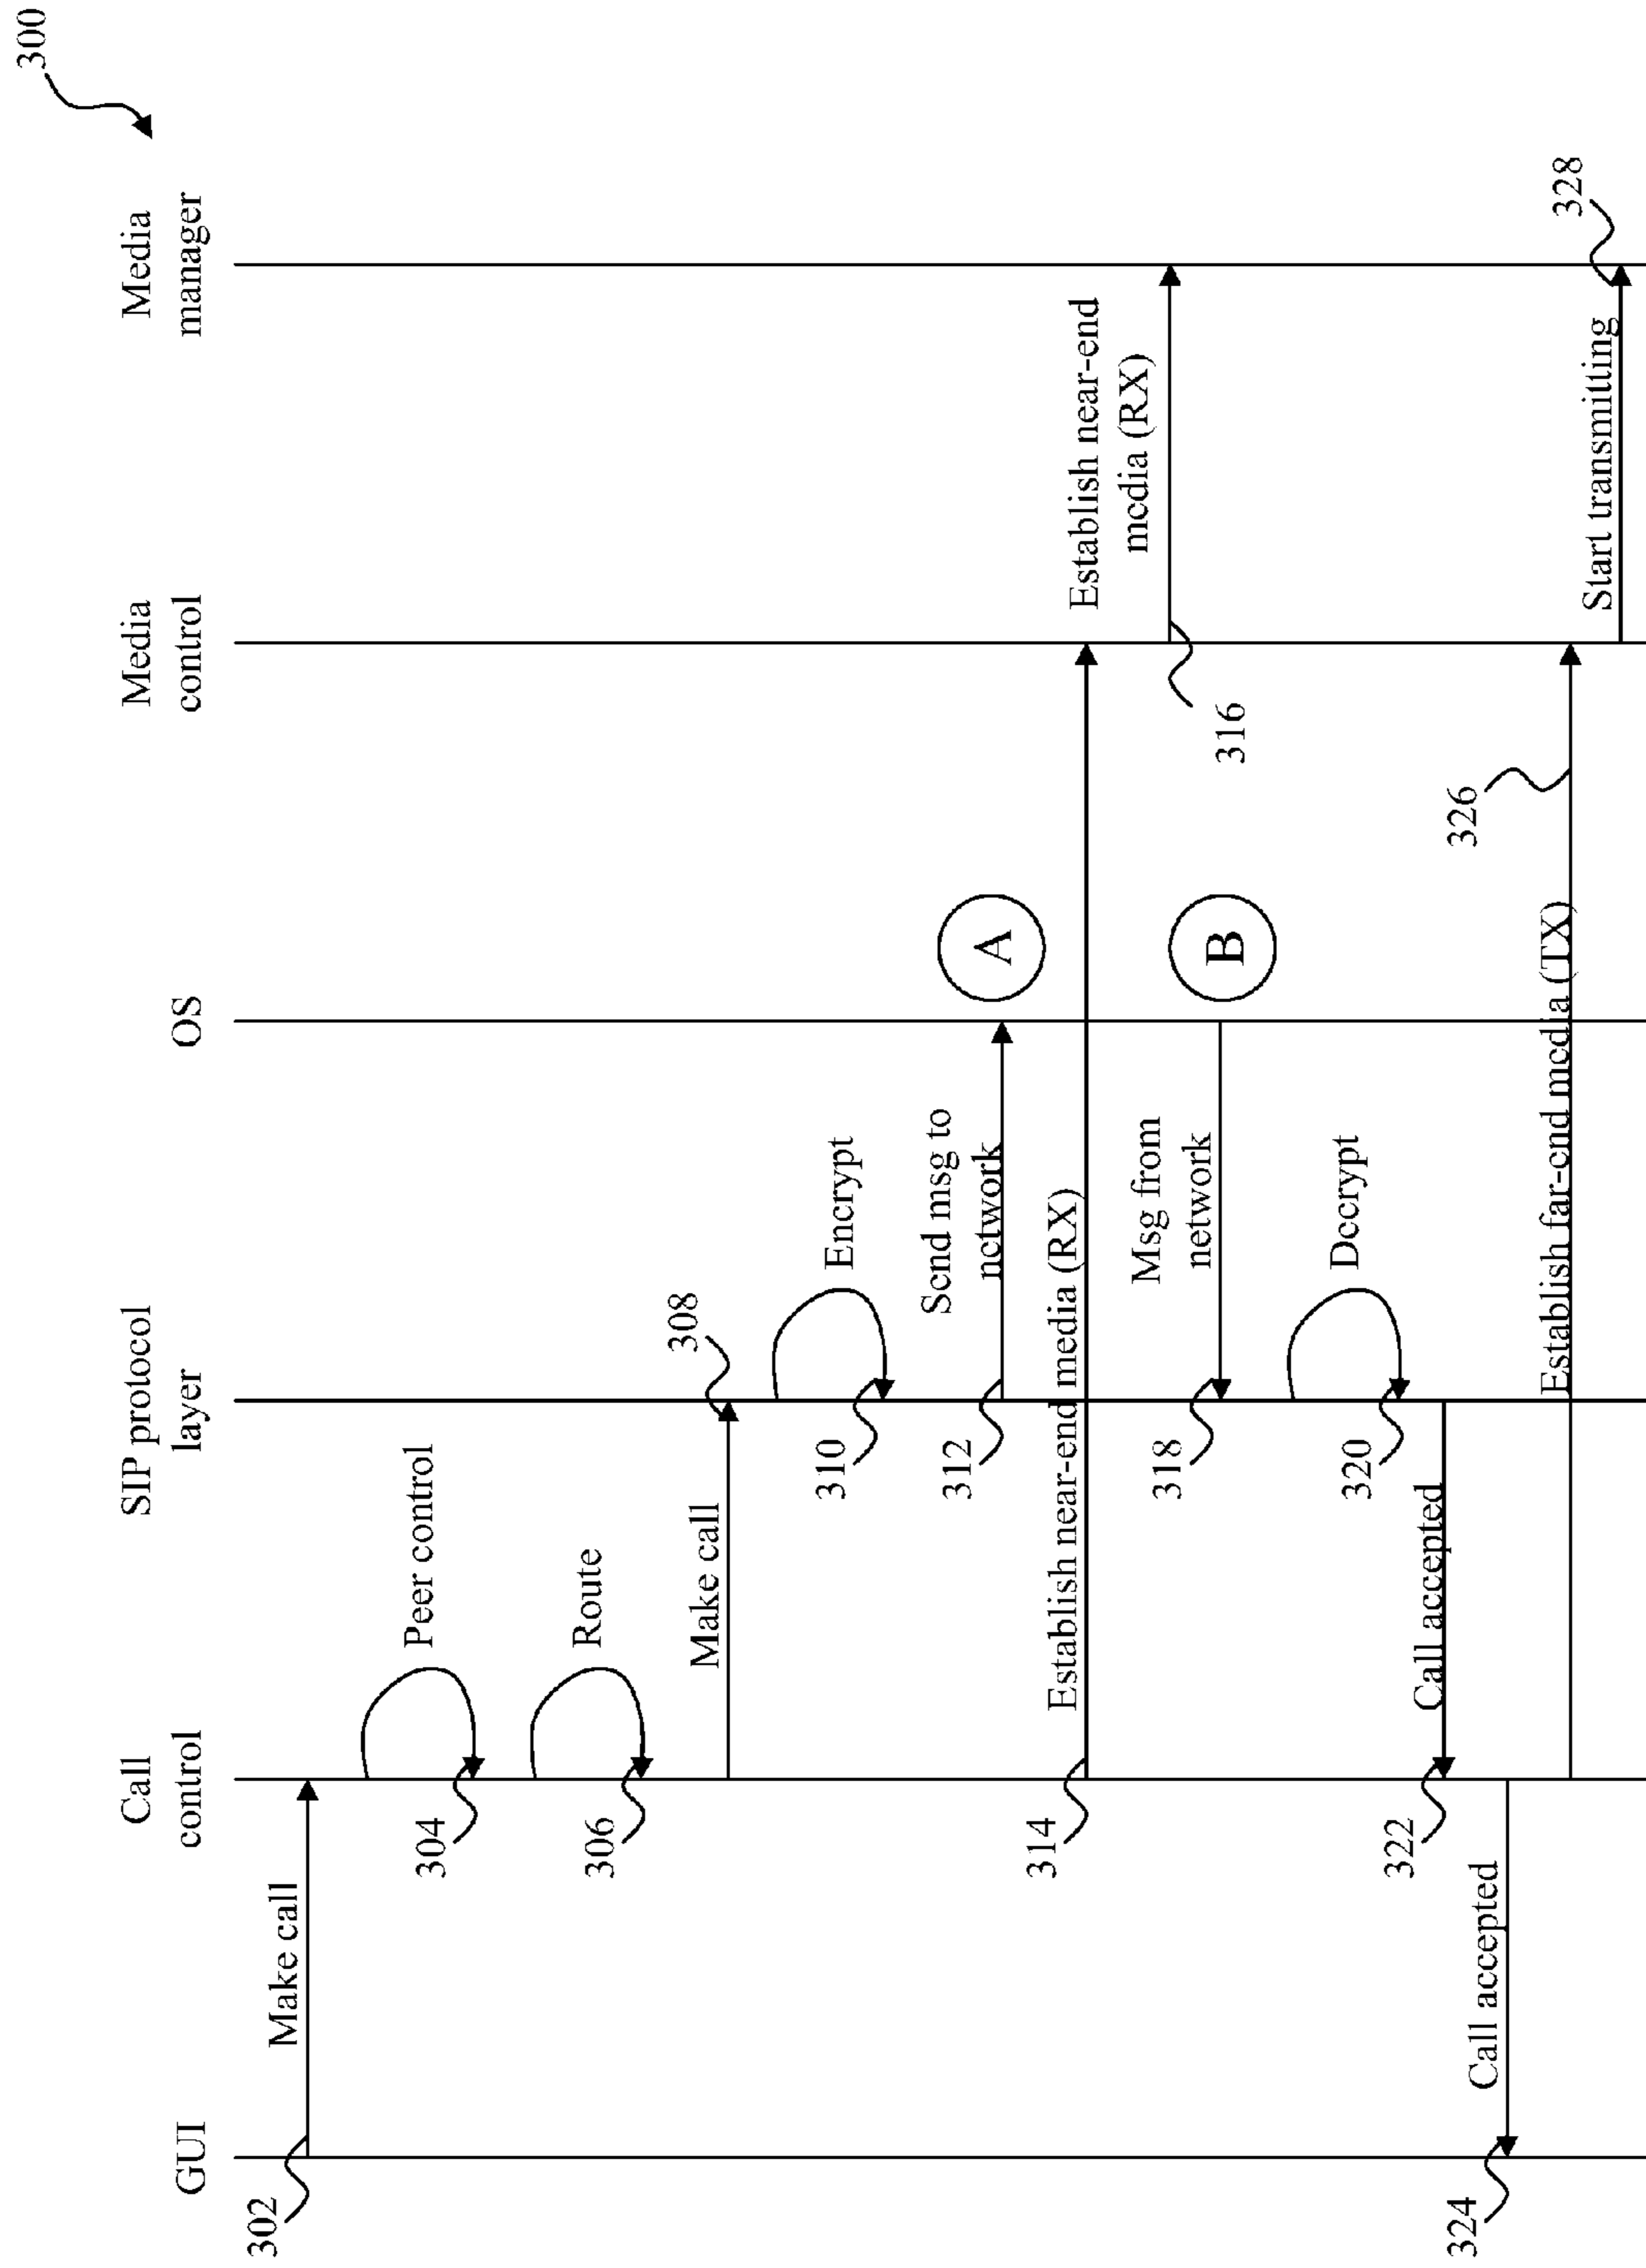 300
GUI
Call
control
SIP protocol
layer
OS
Media
control
Media
manager
302
Make call
304
Peer control
306
Route
Make call
308
310
Encrypt
312
Send msg to
network
A
314
Establish near-end media (RX)
316
Establish near-end
media (RX)
318
Msg from
network
B
320
Decrypt
322
Call accepted
324
Call accepted
Establish far-end media (TX)
326
Start transmitting
328